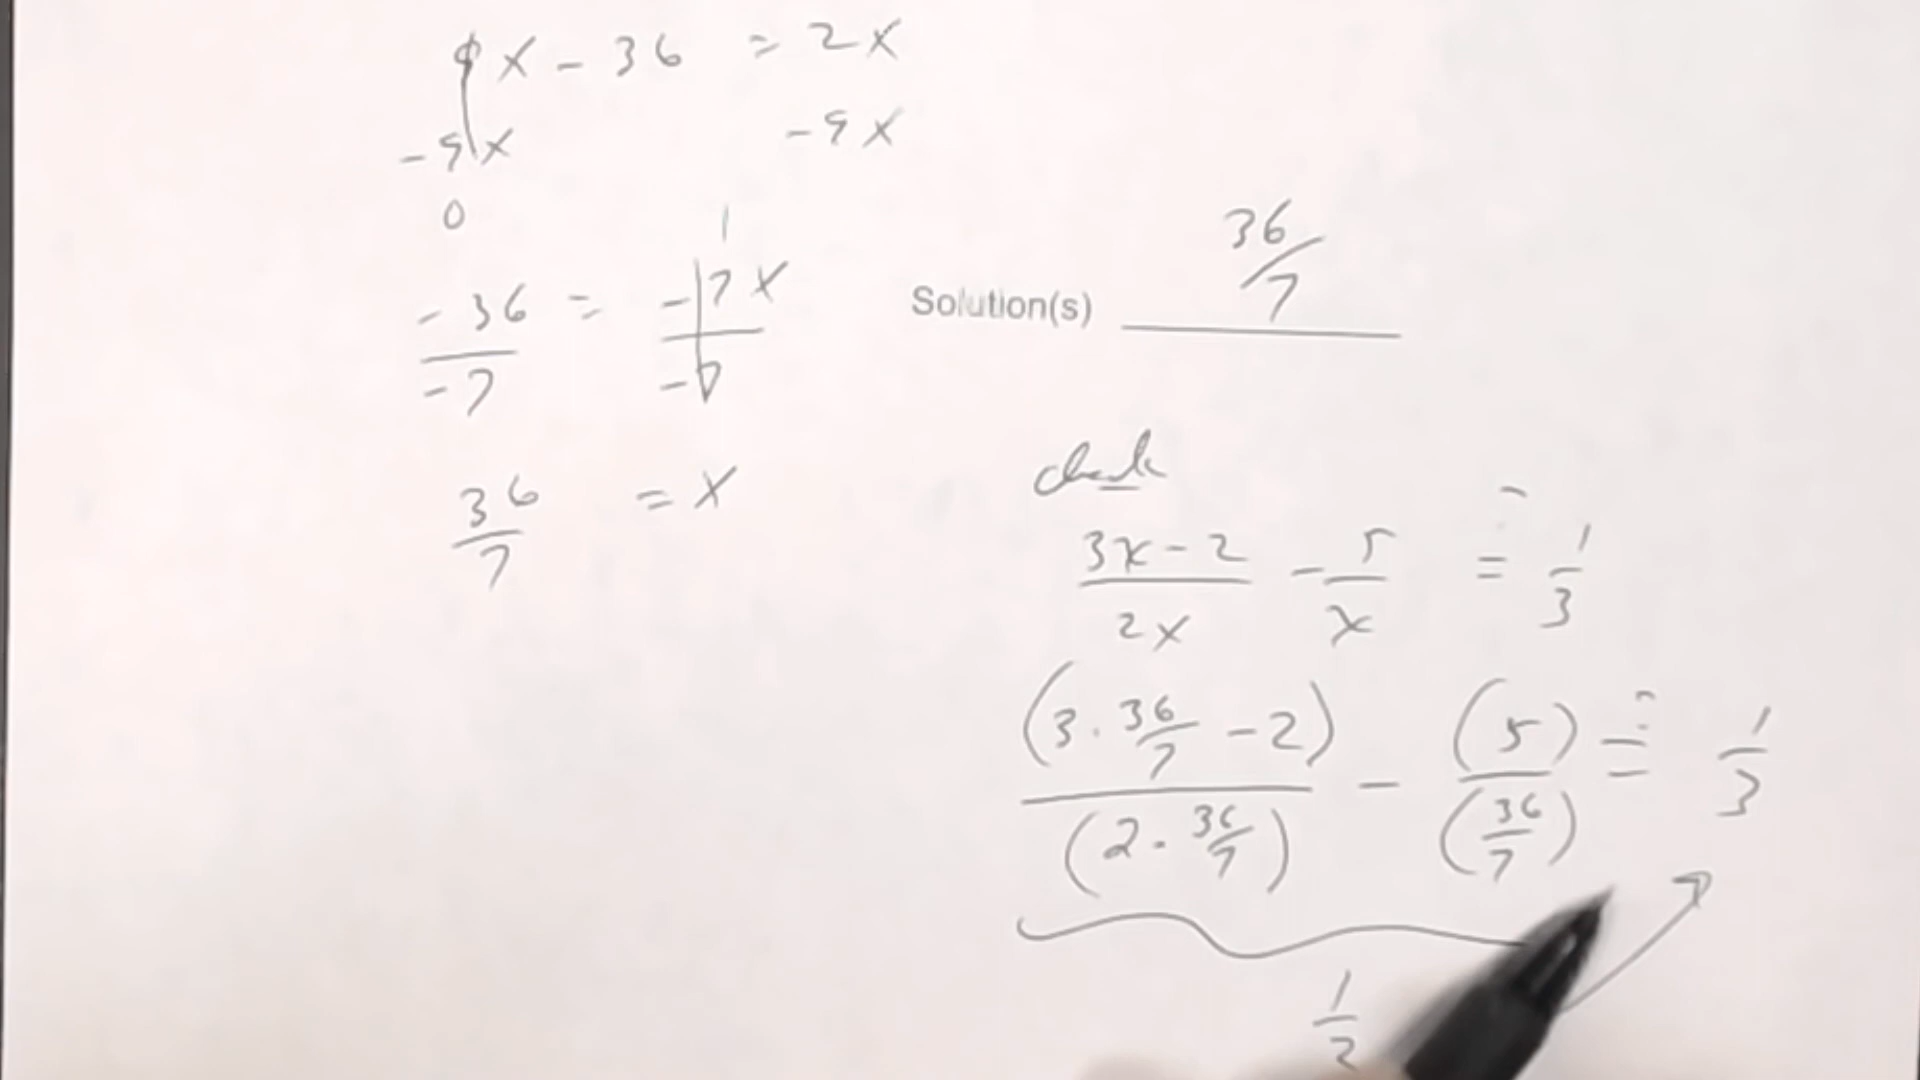 9x - 36 = 2x
-9x -9x
0
-36/-7 = -7x/-7
1
36/7 = x
Solution(s) 36/7
check
(3x-2)/2x - 5/x =? 1/3
(3·36/7 -2)/(2·36/7) - (5)/(36/7) =? 1/3